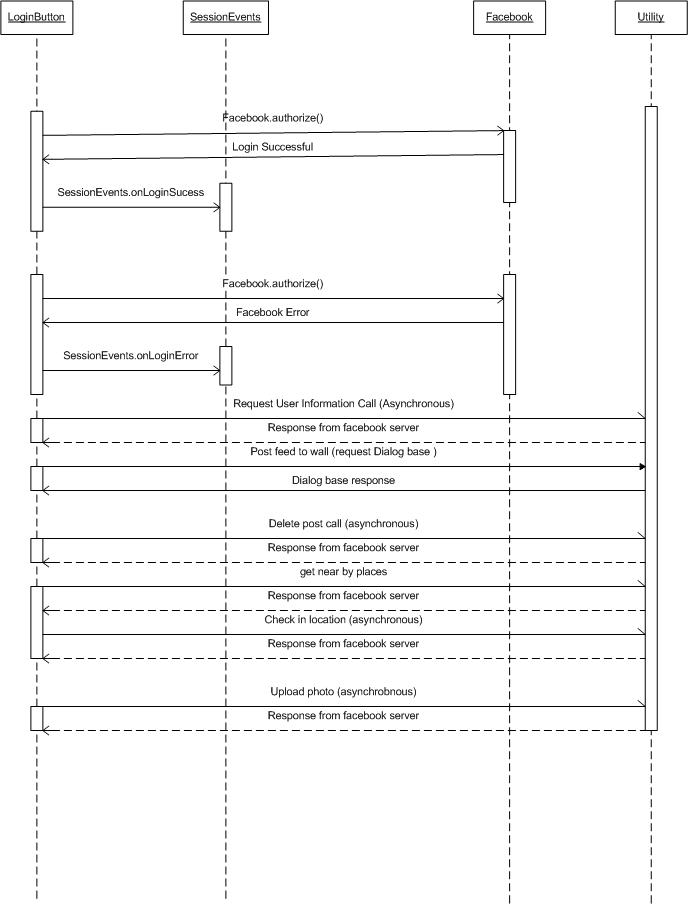 LoginButton
SessionEvents
Facebook
Utility
Facebook.authorize()
Login Successful
SessionEvents.onLoginSucess
Facebook.authorize()
Facebook Error
SessionEvents.onLoginError
Request User Information Call (Asynchronous)
Response from facebook server
Post feed to wall (request Dialog base )
Dialog base response
Delete post call (asynchronous)
Response from facebook server
get near by places
Response from facebook server
Check in location (asynchronous)
Response from facebook server
Upload photo (asynchrobnous)
Response from facebook server